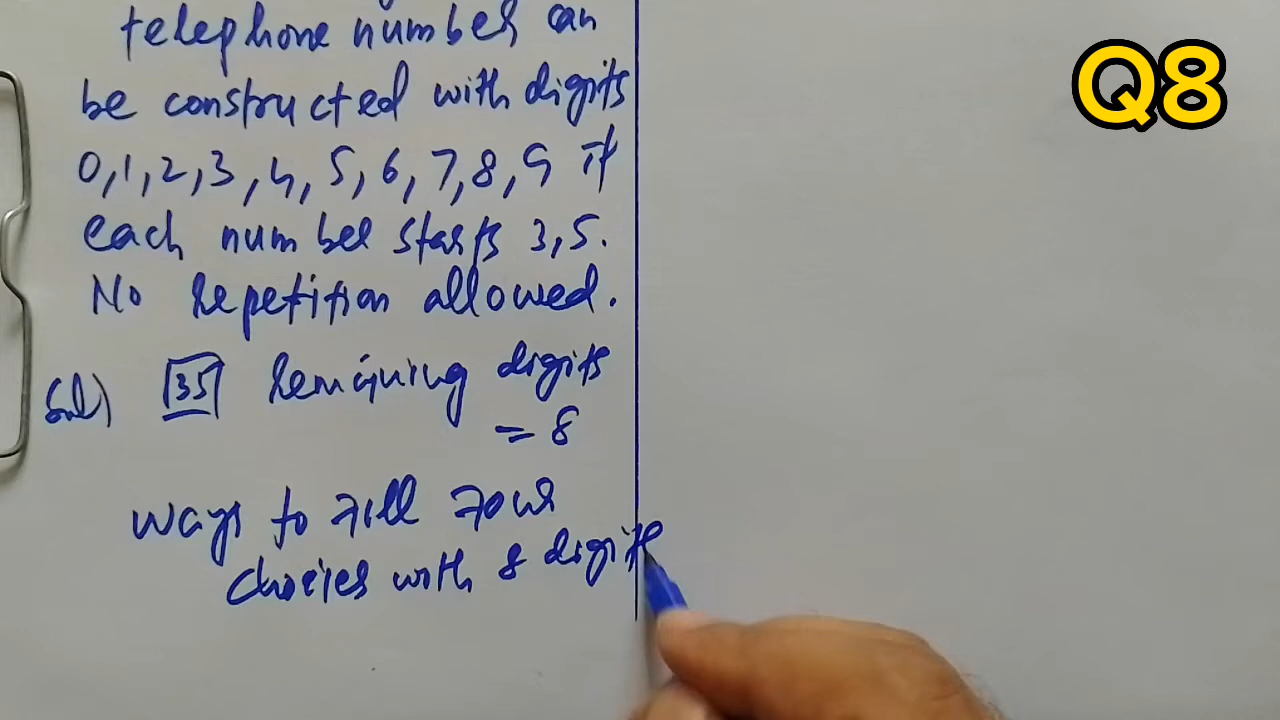 telephone number can
be constructed with digits
0,1,2,3,4,5,6,7,8,9 if
each number starts 3,5.
No repetition allowed.
Sol) 35 Remaining digits
= 8
ways to fill four
choices with 8 digits
Q8